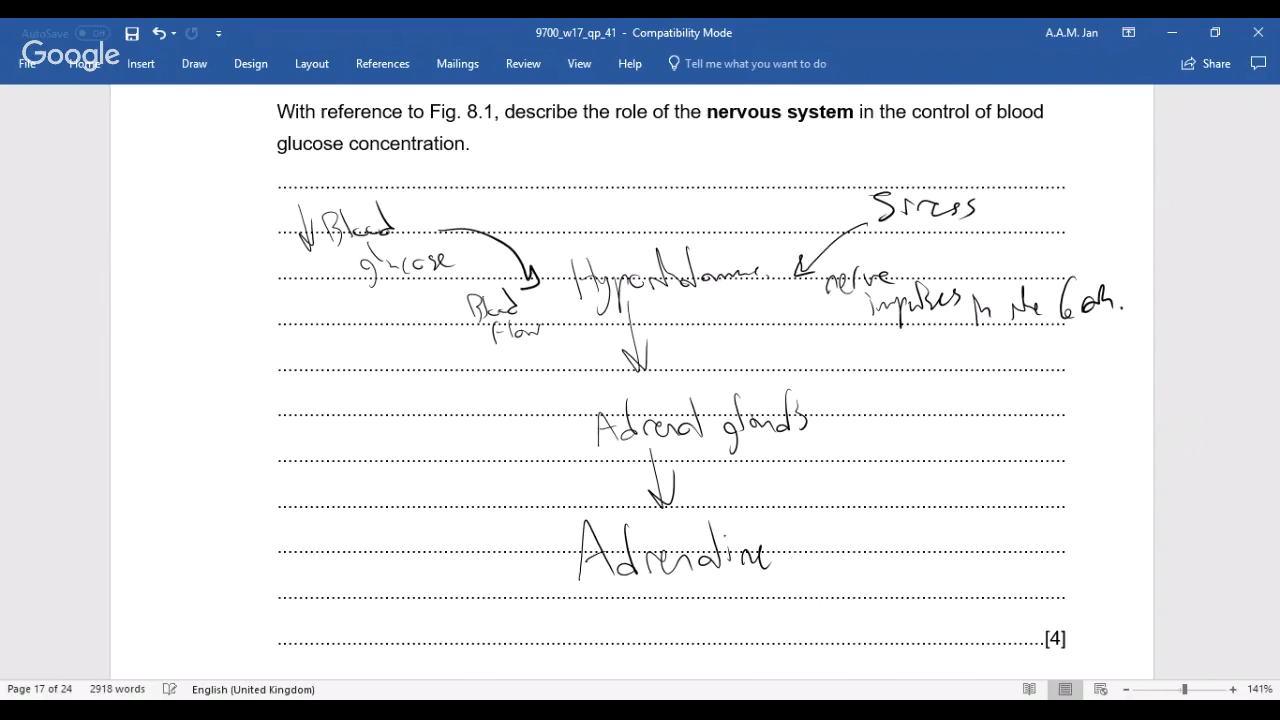 AutoSave Off 9700_w17_qp_41 - Compatibility Mode A.A.M. Jan
Google
File Home Insert Draw Design Layout References Mailings Review View Help Tell me what you want to do Share
With reference to Fig. 8.1, describe the role of the nervous system in the control of blood
glucose concentration.
Stress
↓ Blood
glucose
Hypothalamus
nerve
impulses in the
Blood
flow
Adrenal glands
Adrenaline
[4]
Page 17 of 24 2918 words English (United Kingdom) 141%